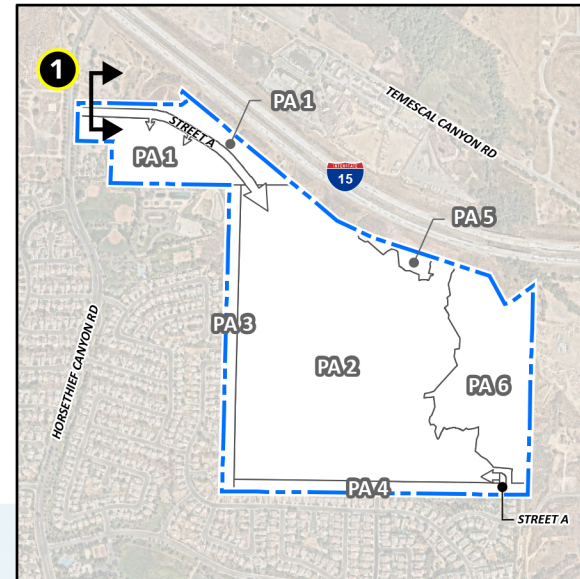 1
TEMESCAL CANYON RD
PA 1
STREET A
PA 1
INTERSTATE
15
PA 5
HORSETHIEF CANYON RD
PA 3
PA 2
PA 6
PA 4
STREET A